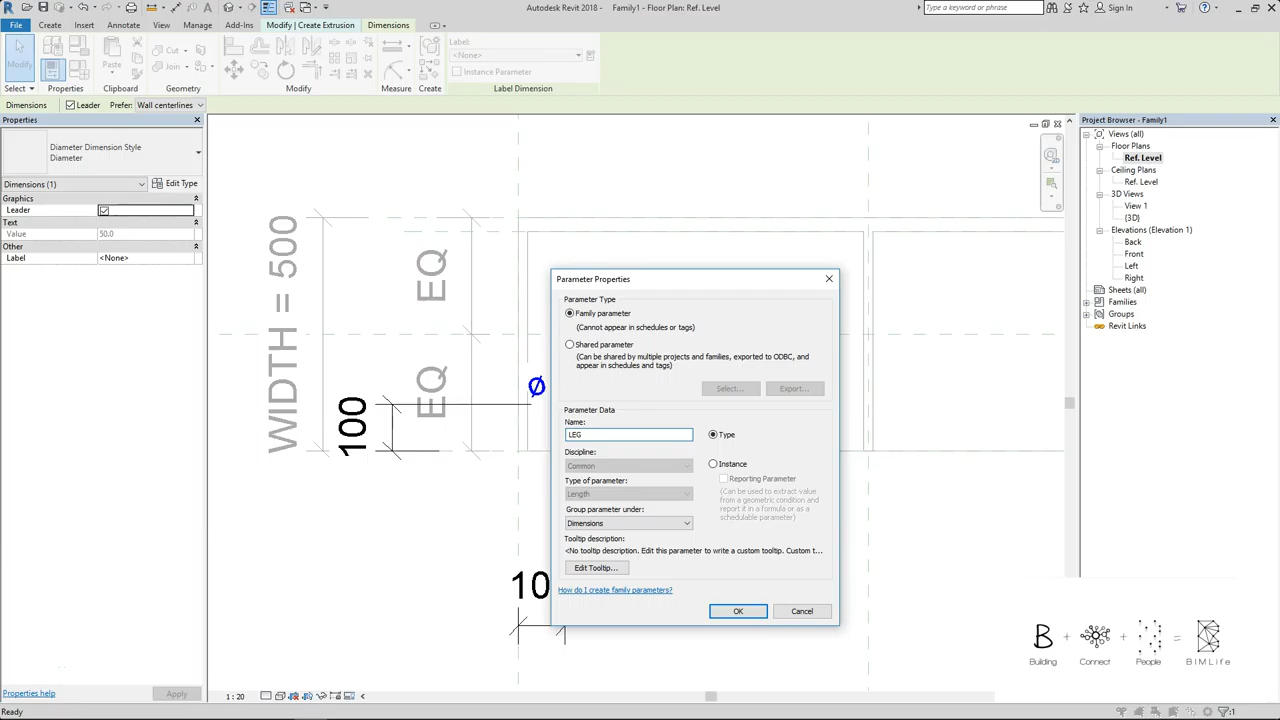 Autodesk Revit 2018 -    Family1 - Floor Plan: Ref. Level
Type a keyword or phrase
Sign In
File
Create
Insert
Annotate
View
Manage
Add-Ins
Modify | Create Extrusion
Dimensions
Modify
Paste
Cut
Join
Label:
<None>
Instance Parameter
Select
Properties
Clipboard
Geometry
Modify
Measure
Create
Label Dimension
Dimensions
Leader
Prefer:
Wall centerlines
Properties
Diameter Dimension Style
Diameter
Dimensions (1)
Edit Type
Graphics
Leader
Text
Value
50.0
Other
Label
<None>
Properties help
Apply
WIDTH = 500
EQ
EQ
100
Ø
10
Parameter Properties
Parameter Type
Family parameter
(Cannot appear in schedules or tags)
Shared parameter
(Can be shared by multiple projects and families, exported to ODBC, and
appear in schedules and tags)
Select...
Export...
Parameter Data
Name:
LEG
Type
Discipline:
Common
Instance
Type of parameter:
Length
Reporting Parameter
(Can be used to extract value
from a geometric condition and
report it in a formula or as a
schedulable parameter)
Group parameter under:
Dimensions
Tooltip description:
<No tooltip description. Edit this parameter to write a custom tooltip. Custom t...
Edit Tooltip...
How do I create family parameters?
OK
Cancel
Project Browser - Family1
Views (all)
Floor Plans
Ref. Level
Ceiling Plans
Ref. Level
3D Views
View 1
{3D}
Elevations (Elevation 1)
Back
Front
Left
Right
Sheets (all)
Families
Groups
Revit Links
B + + =
Building
Connect
People
BIMLife
1 : 20
Ready
:1